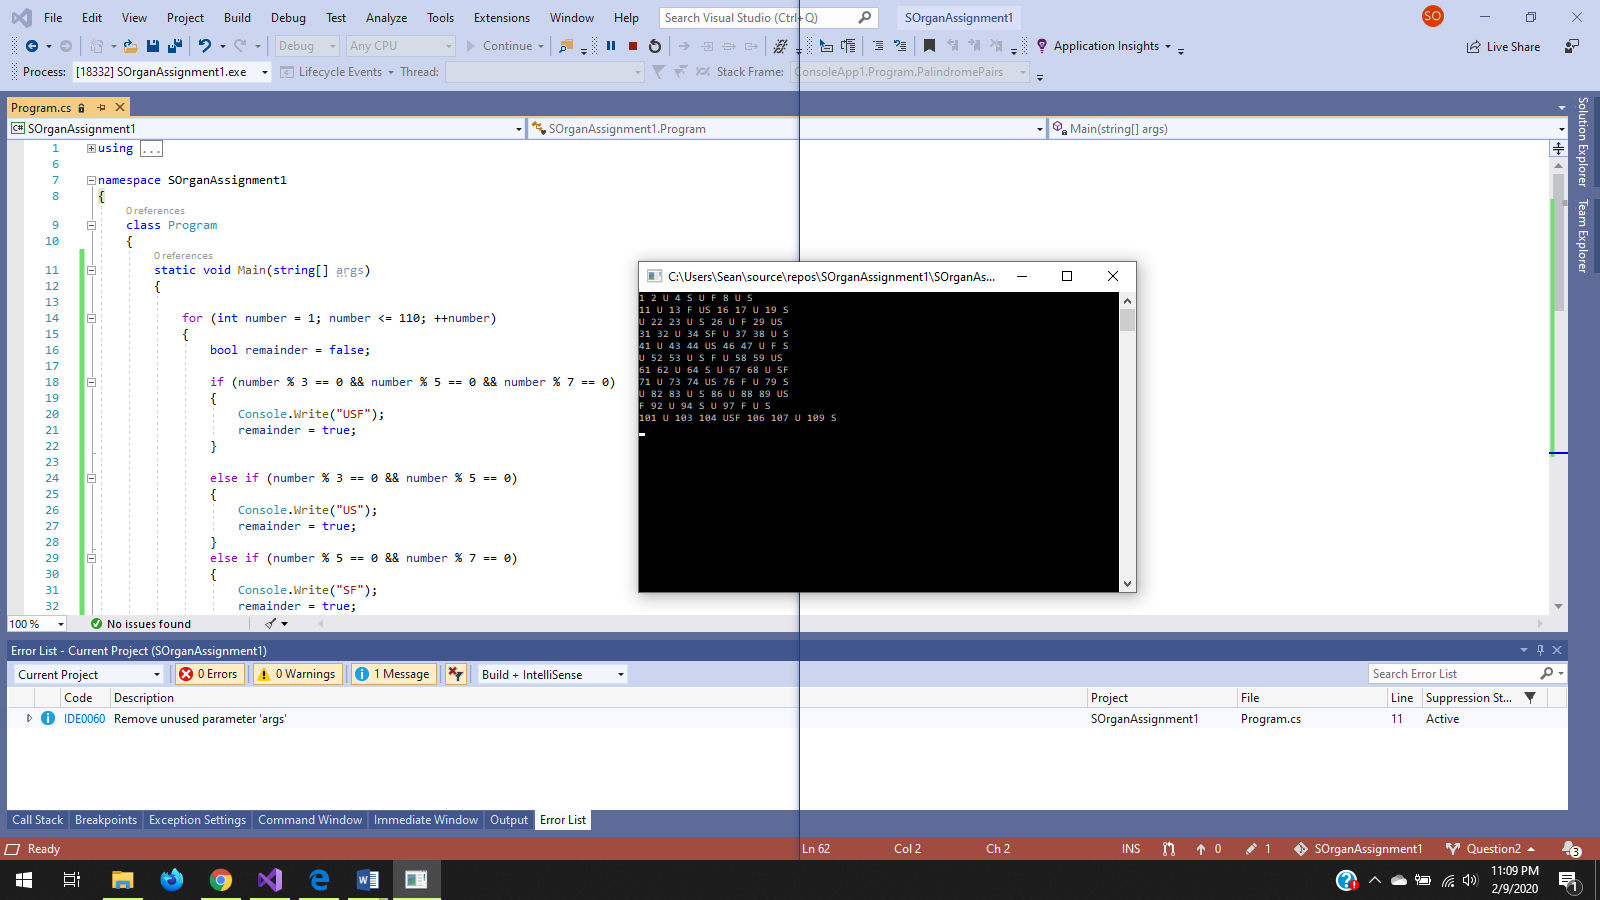 File Edit View Project Build Debug Test Analyze Tools Extensions Window Help Search Visual Studio (Ctrl+Q) SOrganAssignment1 SO
Debug Any CPU Continue Application Insights Live Share
Process: [18332] SOrganAssignment1.exe Lifecycle Events Thread: Stack Frame: ConsoleApp1.Program.PalindromePairs
Program.cs
C# SOrganAssignment1 SOrganAssignment1.Program Main(string[] args)
Solution Explorer
Team Explorer
1 using ...
6
7 namespace SOrganAssignment1
8 {
0 references
9 class Program
10 {
0 references
11 static void Main(string[] args)
12 {
13
14 for (int number = 1; number <= 110; ++number)
15 {
16 bool remainder = false;
17
18 if (number % 3 == 0 && number % 5 == 0 && number % 7 == 0)
19 {
20 Console.Write("USF");
21 remainder = true;
22 }
23
24 else if (number % 3 == 0 && number % 5 == 0)
25 {
26 Console.Write("US");
27 remainder = true;
28 }
29 else if (number % 5 == 0 && number % 7 == 0)
30 {
31 Console.Write("SF");
32 remainder = true;
C:\Users\Sean\source\repos\SOrganAssignment1\SOrganAs...
1 2 U 4 S U F 8 U S
11 U 13 F US 16 17 U 19 S
U 22 23 U S 26 U F 29 US
31 32 U 34 SF U 37 38 U S
41 U 43 44 US 46 47 U F S
U 52 53 U S F U 58 59 US
61 62 U 64 S U 67 68 U SF
71 U 73 74 US 76 F U 79 S
U 82 83 U S 86 U 88 89 US
F 92 U 94 S U 97 F U S
101 U 103 104 USF 106 107 U 109 S
100 % No issues found
Error List - Current Project (SOrganAssignment1)
Current Project 0 Errors 0 Warnings 1 Message Build + IntelliSense Search Error List
Code Description Project File Line Suppression St...
IDE0060 Remove unused parameter 'args' SOrganAssignment1 Program.cs 11 Active
Call Stack Breakpoints Exception Settings Command Window Immediate Window Output Error List
Ready Ln 62 Col 2 Ch 2 INS 0 1 SOrganAssignment1 Question2 3
11:09 PM
2/9/2020
1